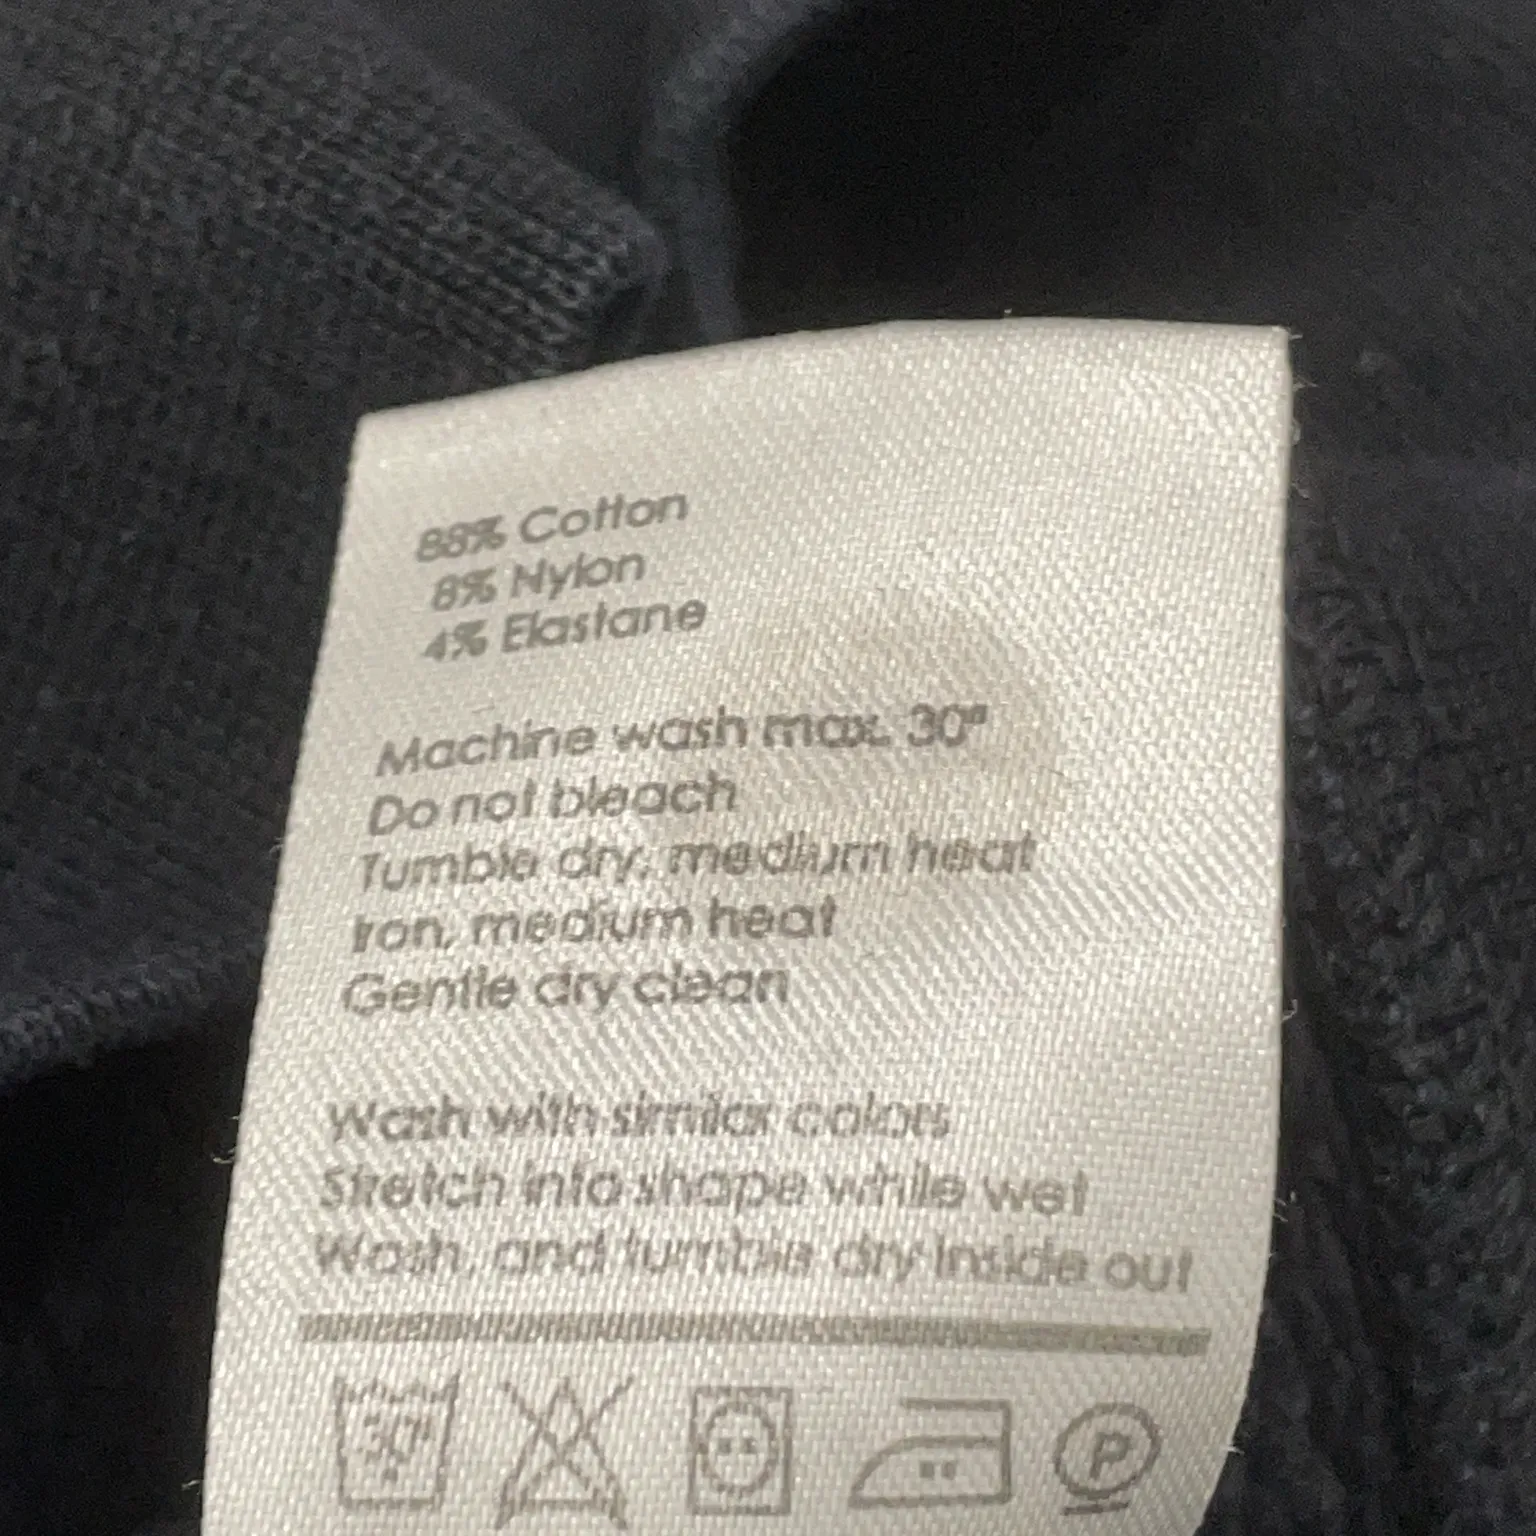 88% Cotton
8% Nylon
4% Elastane
Machine wash max. 30°
Do not bleach
Tumble dry, medium heat
Iron, medium heat
Gentle dry clean
Wash with similar colors
Stretch into shape while wet
Wash, and tumble dry inside out
30°
P